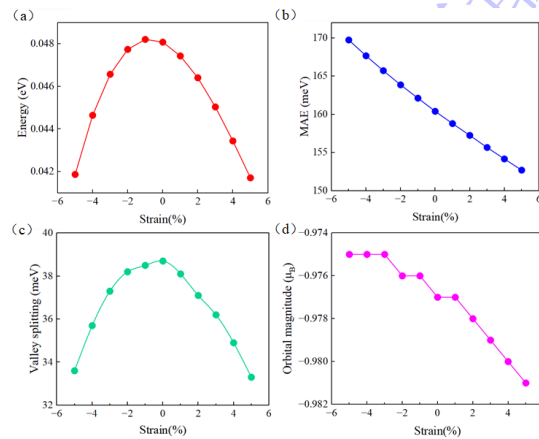 (a)
0.048
0.046
0.044
0.042
Energy (eV)
−6 −4 −2 0 2 4 6
Strain(%)
(b)
170
165
160
155
150
MAE (meV)
−6 −4 −2 0 2 4 6
Strain(%)
(c)
40
38
36
34
32
Valley splitting (meV)
−6 −4 −2 0 2 4 6
Strain(%)
(d)
−0.974
−0.976
−0.978
−0.980
−0.982
Orbital magnitude (μB)
−6 −4 −2 0 2 4 6
Strain(%)